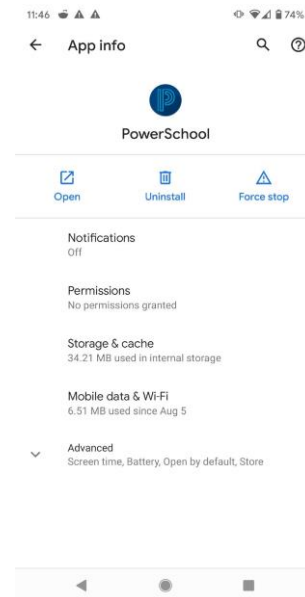 11:46 74%
App info
PowerSchool
Open Uninstall Force stop
Notifications
Off
Permissions
No permissions granted
Storage & cache
34.21 MB used in internal storage
Mobile data & Wi-Fi
6.51 MB used since Aug 5
Advanced
Screen time, Battery, Open by default, Store